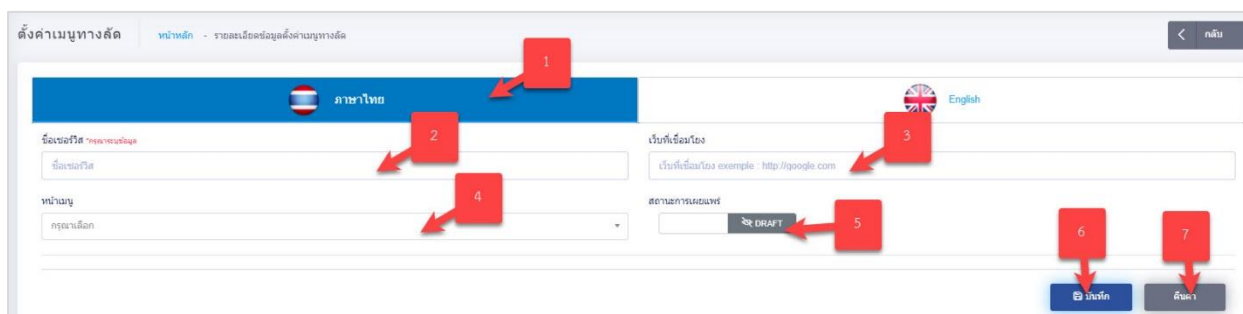 ตั้งค่าเมนูทางลัด หน้าหลัก - รายละเอียดข้อมูลตั้งค่าเมนูทางลัด กลับ
1
ภาษาไทย English
ชื่อเซอร์วิส *กรุณาระบุข้อมูล 2 เว็บที่เชื่อมโยง 3
ชื่อเซอร์วิส เว็บที่เชื่อมโยง exemple : http://google.com
หน้าเมนู 4 สถานะการเผยแพร่
กรุณาเลือก DRAFT 5
6 7
บันทึก คืนค่า